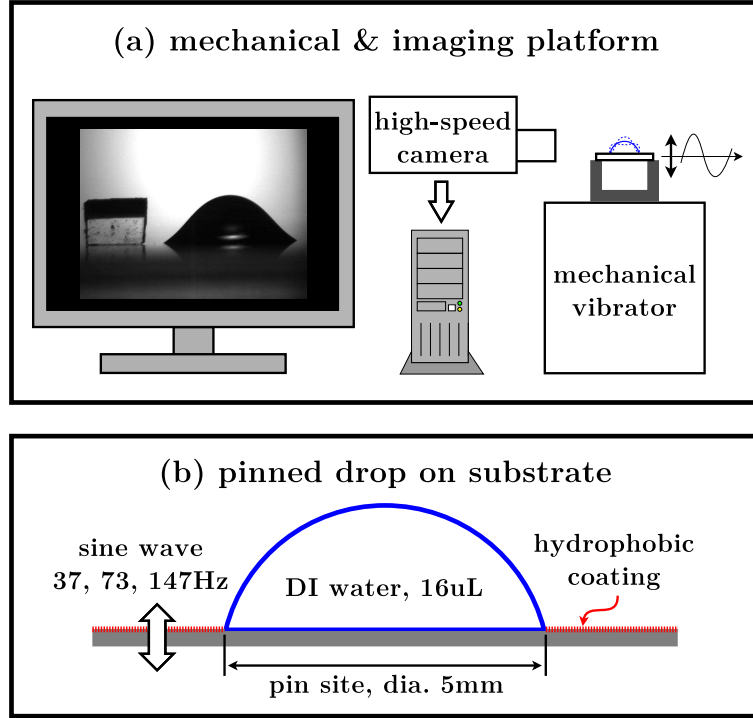 (a) mechanical & imaging platform
high-speed
camera
mechanical
vibrator
(b) pinned drop on substrate
sine wave
37, 73, 147Hz
hydrophobic
coating
DI water, 16uL
pin site, dia. 5mm